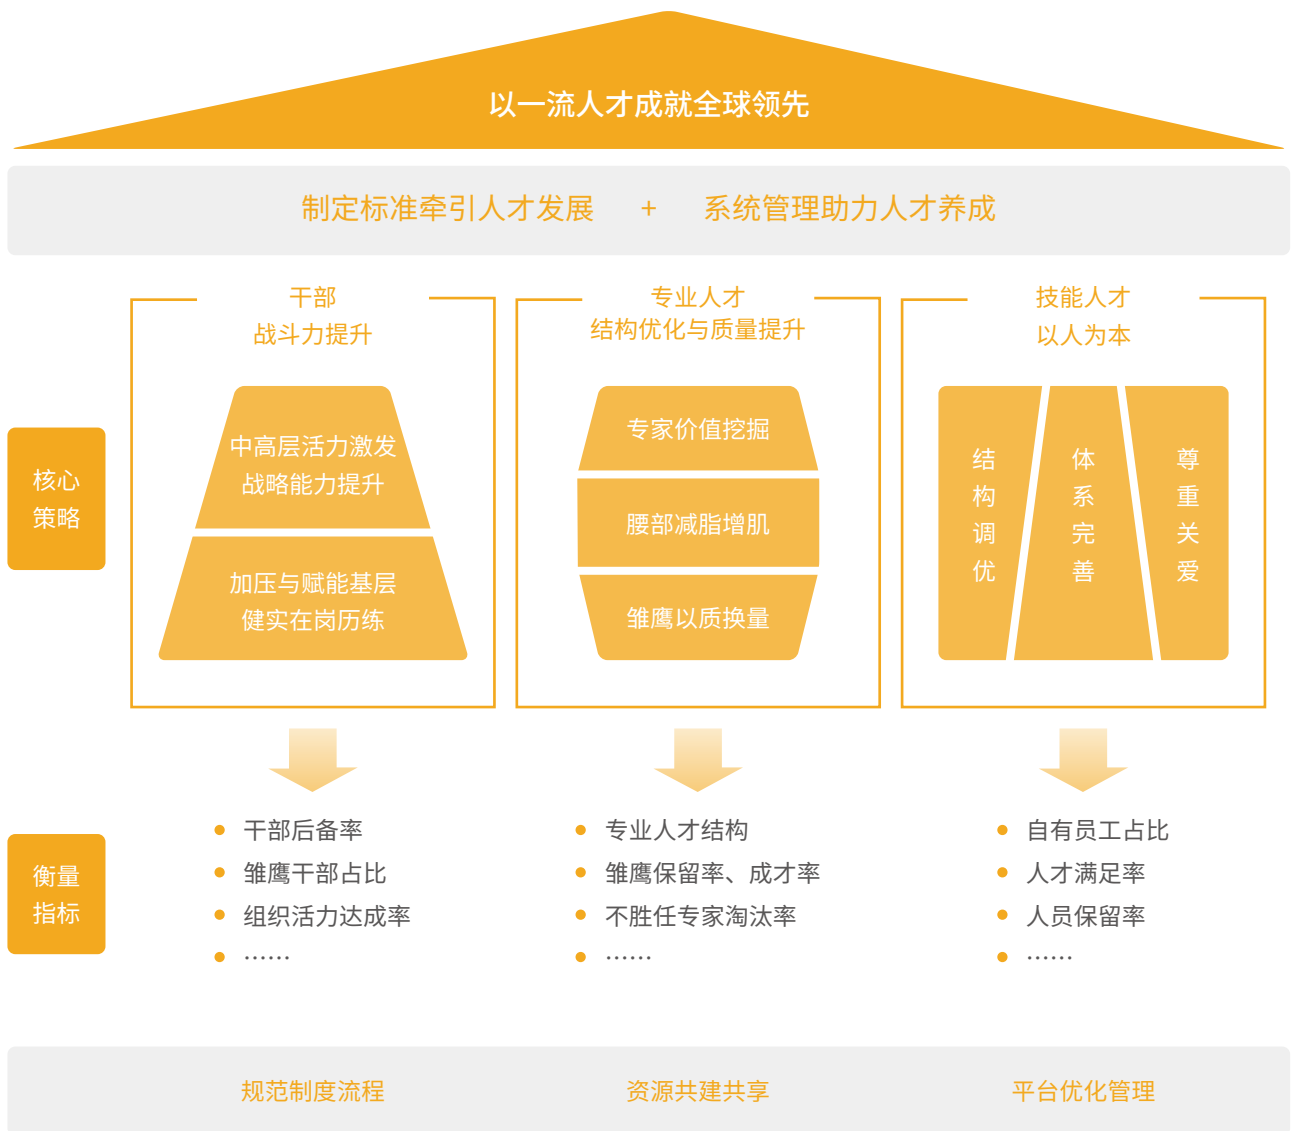 以一流人才成就全球领先
制定标准牵引人才发展 + 系统管理助力人才养成
干部
战斗力提升
专业人才
结构优化与质量提升
技能人才
以人为本
核心
策略
中高层活力激发
战略能力提升
加压与赋能基层
健实在岗历练
专家价值挖掘
腰部减脂增肌
雏鹰以质换量
结构调优
体系完善
尊重关爱
衡量
指标
干部后备率
雏鹰干部占比
组织活力达成率
……
专业人才结构
雏鹰保留率、成才率
不胜任专家淘汰率
……
自有员工占比
人才满足率
人员保留率
……
规范制度流程
资源共建共享
平台优化管理